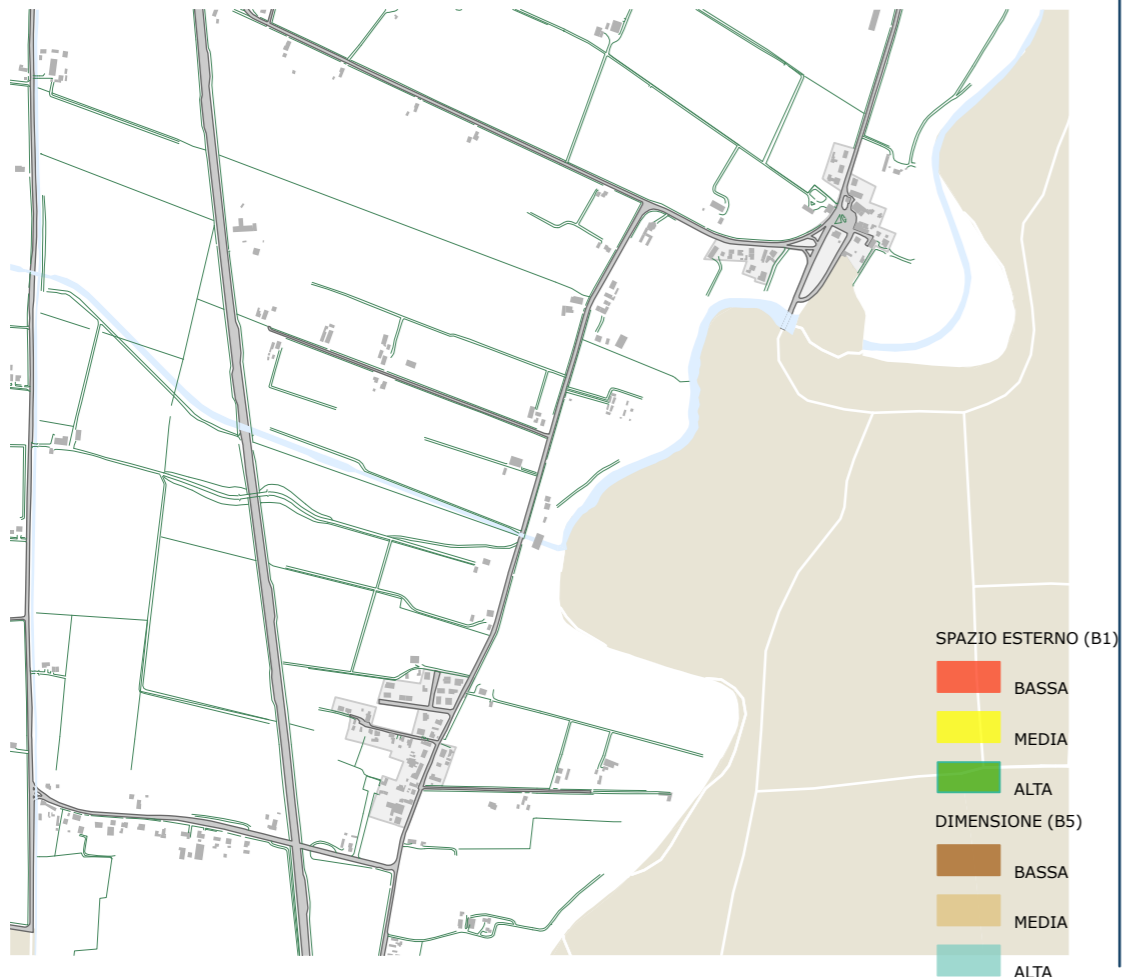 SPAZIO ESTERNO (B1)
BASSA
MEDIA
ALTA
DIMENSIONE (B5)
BASSA
MEDIA
ALTA